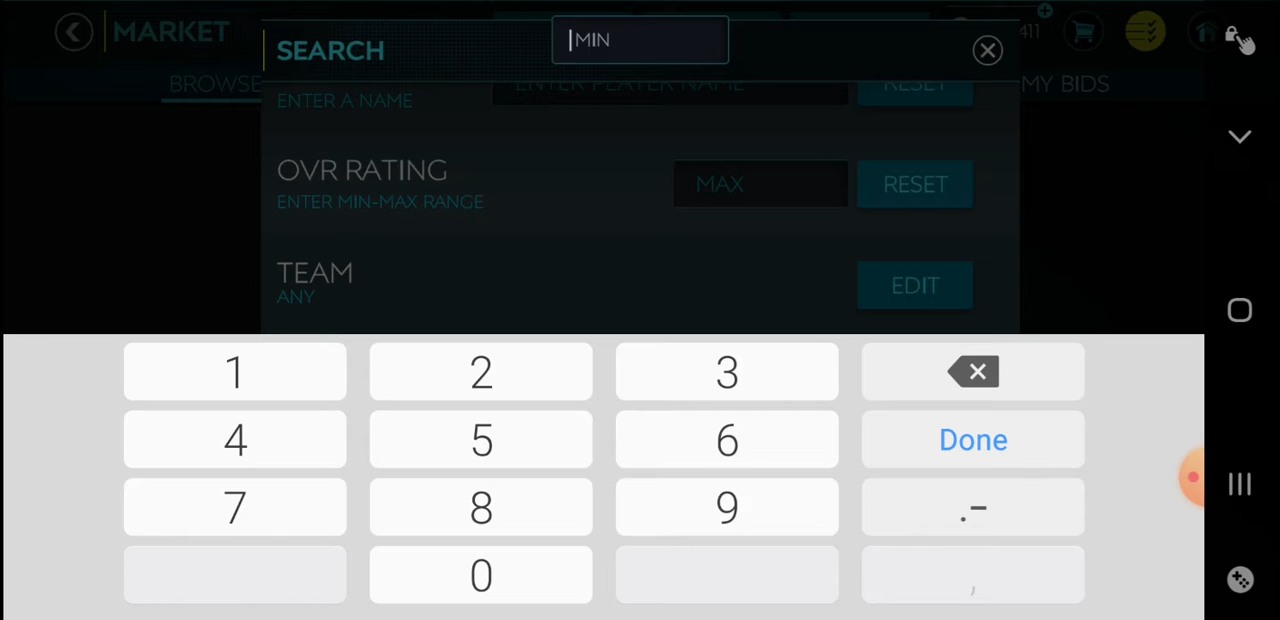 MARKET
SEARCH
MIN
411
BROWSE
MY BIDS
ENTER A NAME
ENTER PLAYER NAME
RESET
OVR RATING
ENTER MIN-MAX RANGE
MAX
RESET
TEAM
ANY
EDIT
1 2 3
4 5 6 Done
7 8 9 .-
0 ,